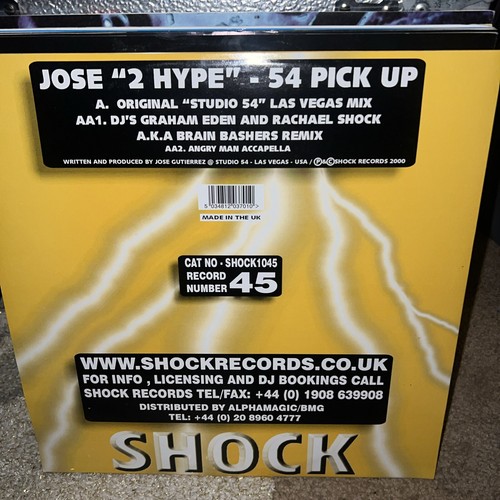 JOSE "2 HYPE" - 54 PICK UP
A. ORIGINAL "STUDIO 54" LAS VEGAS MIX
AA1. DJ'S GRAHAM EDEN AND RACHAEL SHOCK
A.K.A BRAIN BASHERS REMIX
AA2. ANGRY MAN ACCAPELLA
WRITTEN AND PRODUCED BY JOSE GUTIERREZ @ STUDIO 54 - LAS VEGAS - USA / ℗&©SHOCK RECORDS 2000
5 034812 037010 >
MADE IN THE UK
CAT NO - SHOCK1045
RECORD NUMBER 45
WWW.SHOCKRECORDS.CO.UK
FOR INFO , LICENSING AND DJ BOOKINGS CALL
SHOCK RECORDS TEL/FAX: +44 (0) 1908 639908
DISTRIBUTED BY ALPHAMAGIC/BMG
TEL: +44 (0) 20 8960 4777
SHOCK